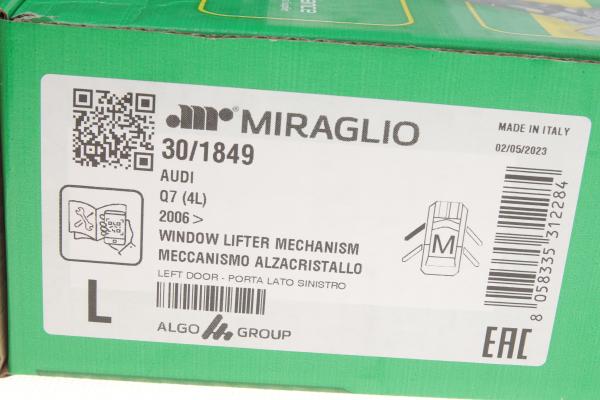 MIRAGLIO
30/1849
AUDI
Q7 (4L)
2006 >
WINDOW LIFTER MECHANISM
MECCANISMO ALZACRISTALLO
LEFT DOOR - PORTA LATO SINISTRO
L
ALGO GROUP
M
MADE IN ITALY
02/05/2023
8 058335 312284
EAC